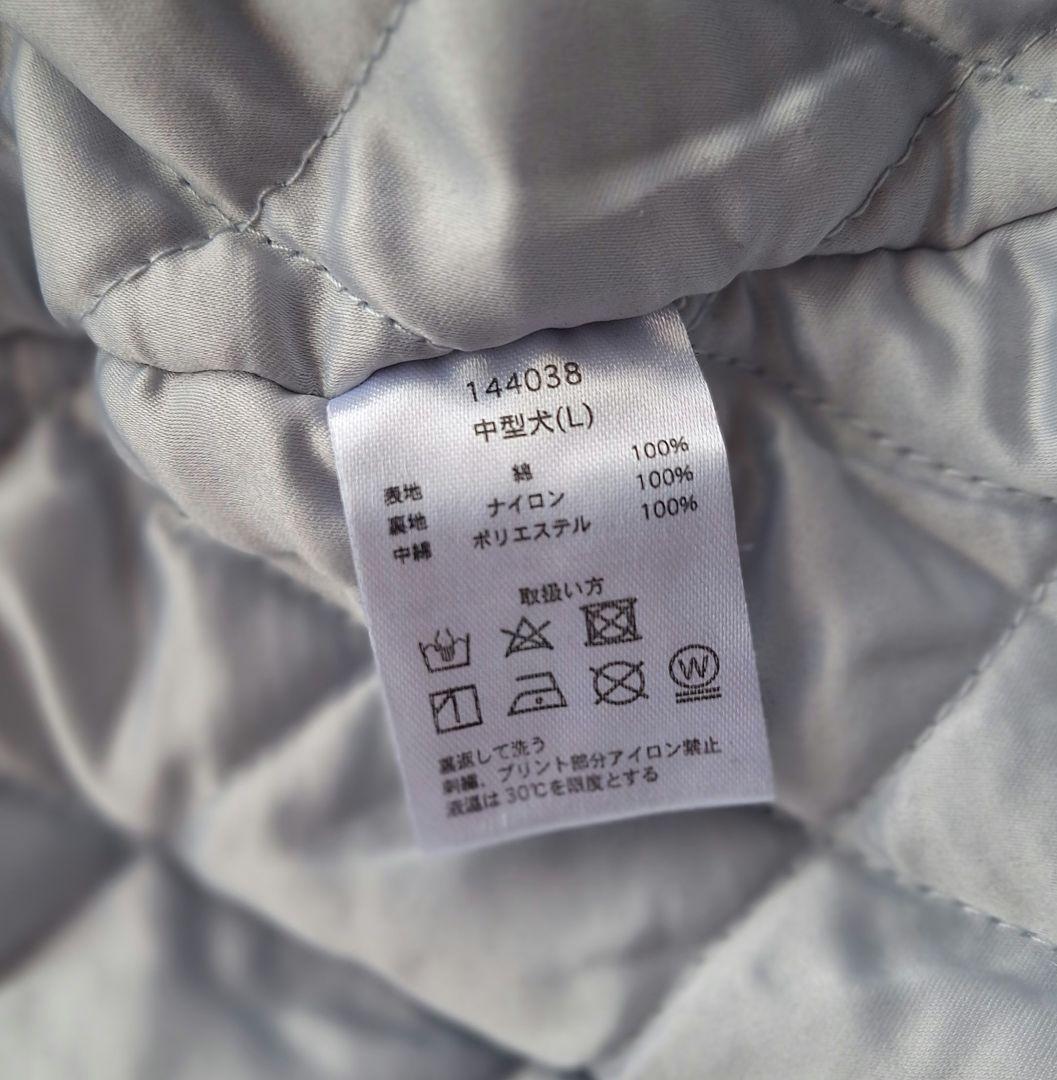 144038
中型犬(L)
表地 綿 100%
裏地 ナイロン 100%
中綿 ポリエステル 100%
取扱い方
W
裏返して洗う
刺繍、プリント部分アイロン禁止
液温は30℃を限度とする